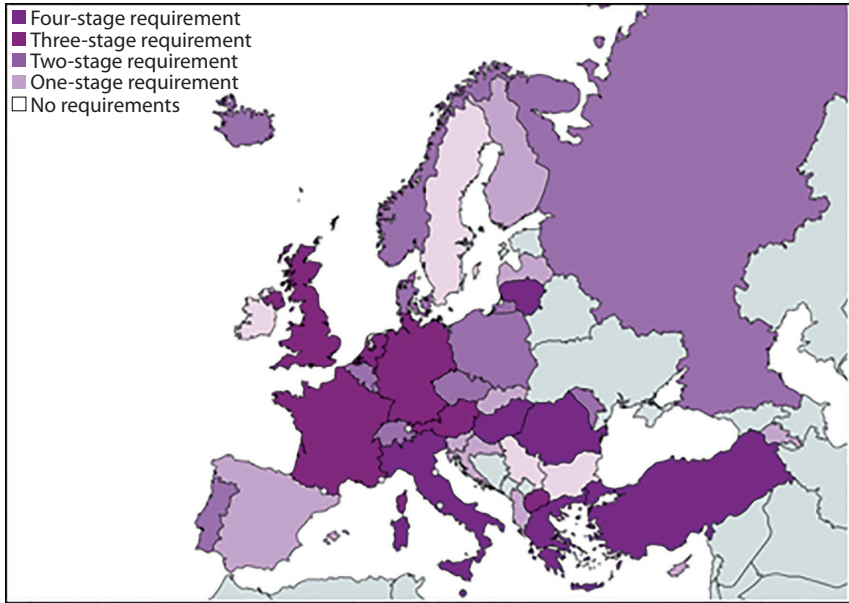 Four-stage requirement
Three-stage requirement
Two-stage requirement
One-stage requirement
No requirements